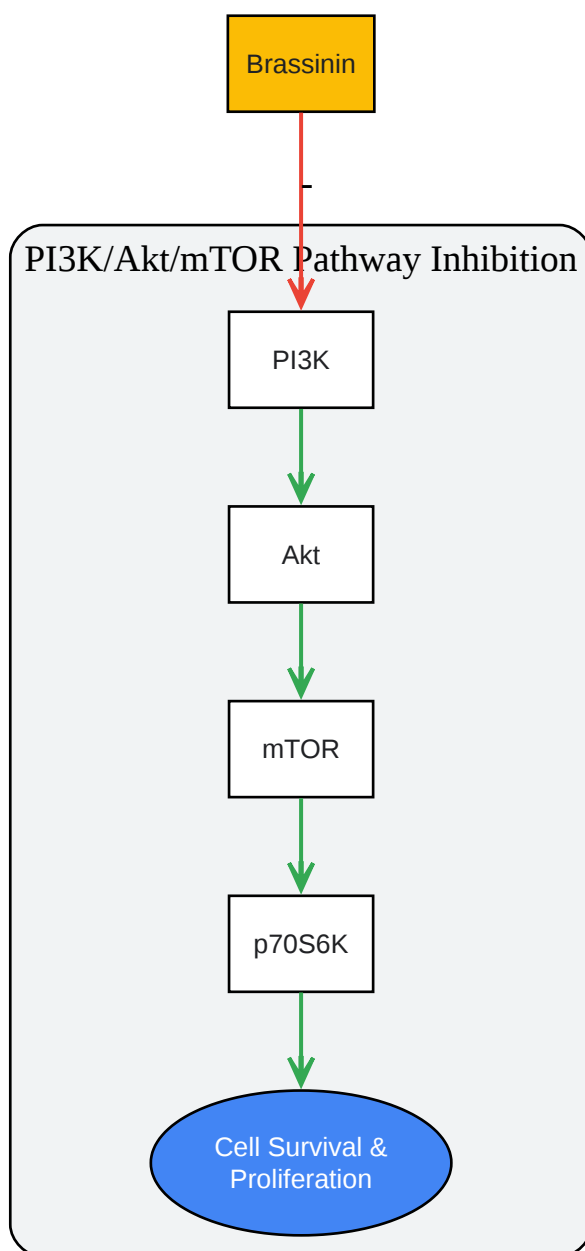 Brassinin
-
PI3K/Akt/mTOR Pathway Inhibition
PI3K
Akt
mTOR
p70S6K
Cell Survival &
Proliferation